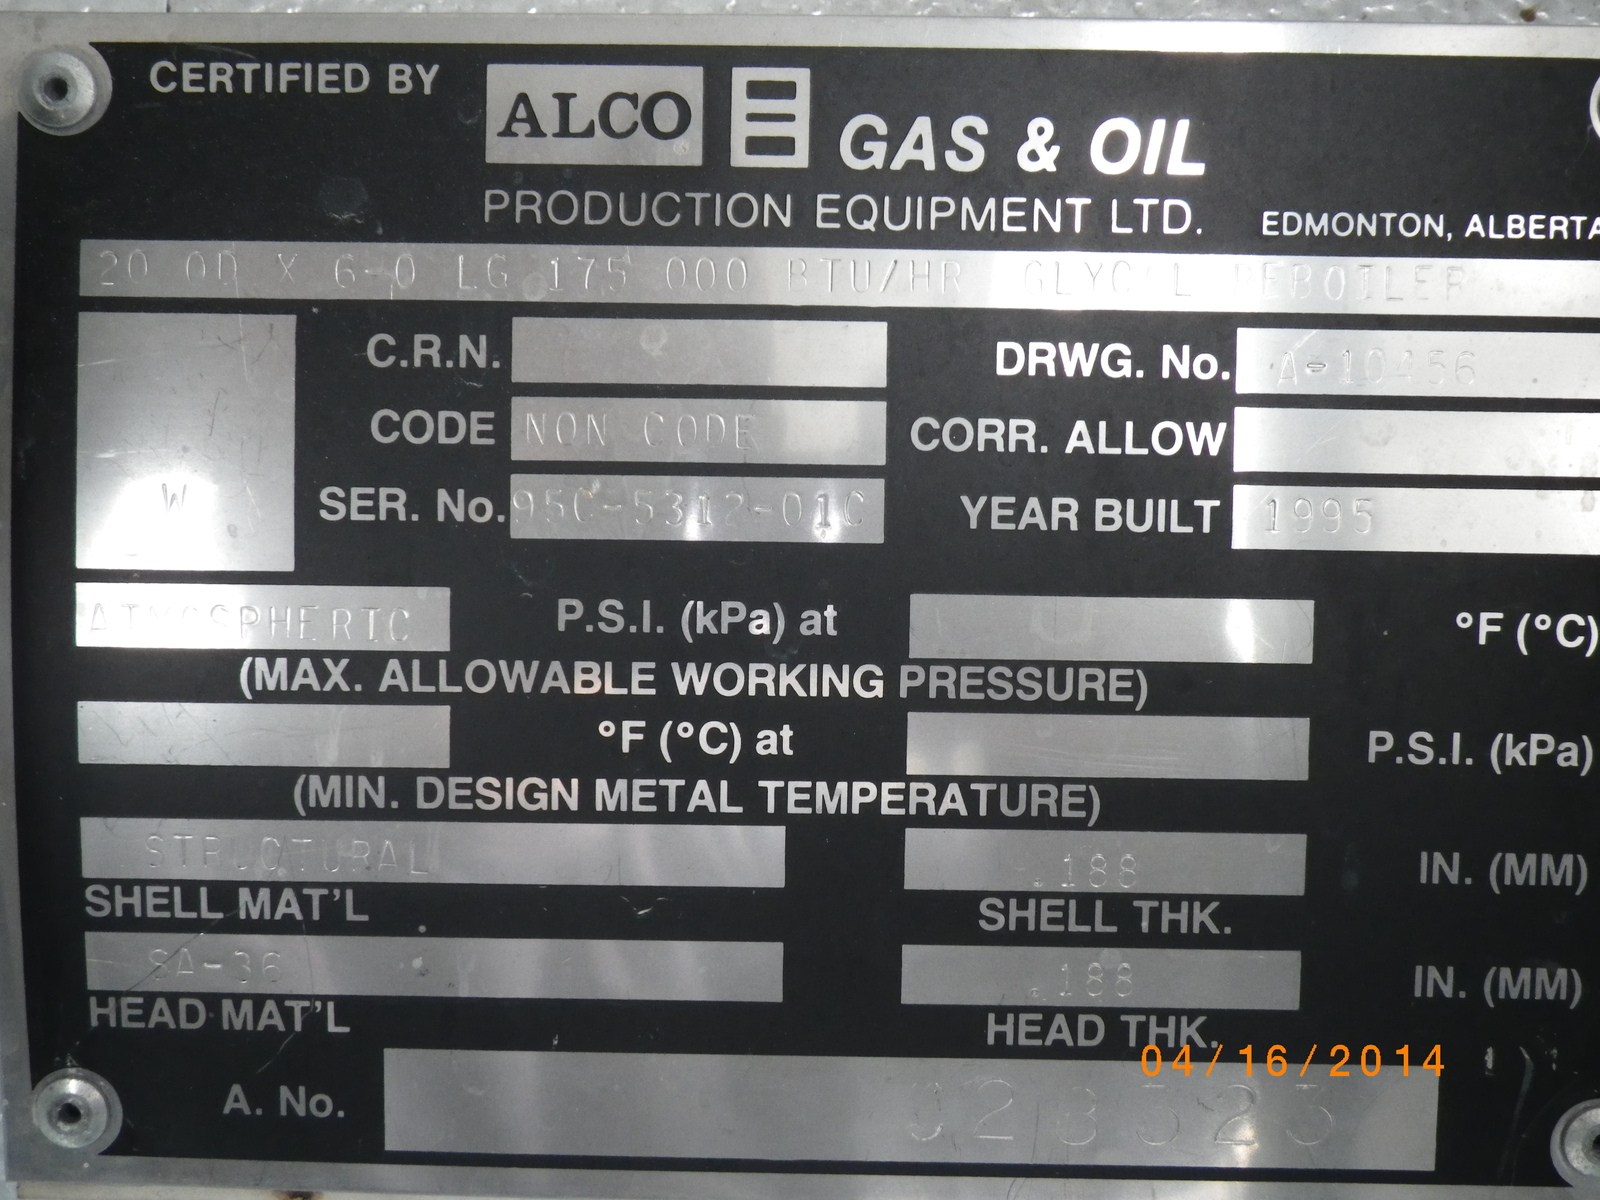 CERTIFIED BY ALCO GAS & OIL
PRODUCTION EQUIPMENT LTD. EDMONTON, ALBERTA
20 OD X 6-0 LG 175 000 BTU/HR GLYCOL REBOILER
C.R.N. DRWG. No. A-10456
CODE NON CODE CORR. ALLOW
W SER. No. 95C-5312-01C YEAR BUILT 1995
ATMOSPHERIC P.S.I. (kPa) at °F (°C)
(MAX. ALLOWABLE WORKING PRESSURE)
°F (°C) at P.S.I. (kPa)
(MIN. DESIGN METAL TEMPERATURE)
STRUCTURAL .188 IN. (MM)
SHELL MAT'L SHELL THK.
SA-36 .188 IN. (MM)
HEAD MAT'L HEAD THK.
04/16/2014
A. No.